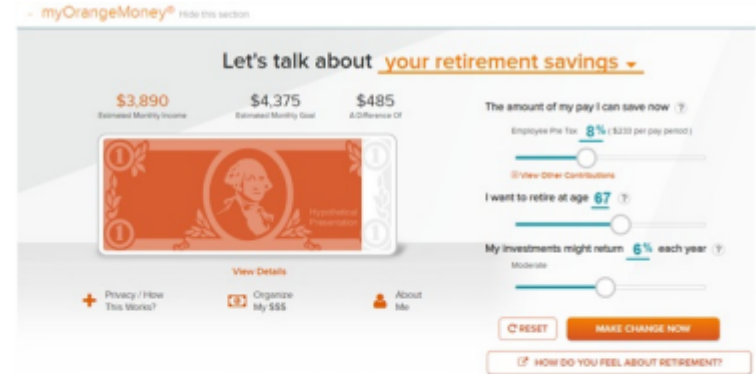 myOrangeMoney® Hide this section
Let's talk about your retirement savings
$3,890
Estimated Monthly Income
$4,375
Estimated Monthly Goal
$485
A Difference Of
1
1
1
1
Hypothetical
Presentation
View Details
Privacy / How
This Works?
Organize
My $$$
About
Me
The amount of my pay I can save now ?
Employee Pre Tax 8% ( $233 per pay period )
View Other Contributions
I want to retire at age 67 ?
My investments might return 6% each year ?
Moderate
RESET
MAKE CHANGE NOW
HOW DO YOU FEEL ABOUT RETIREMENT?